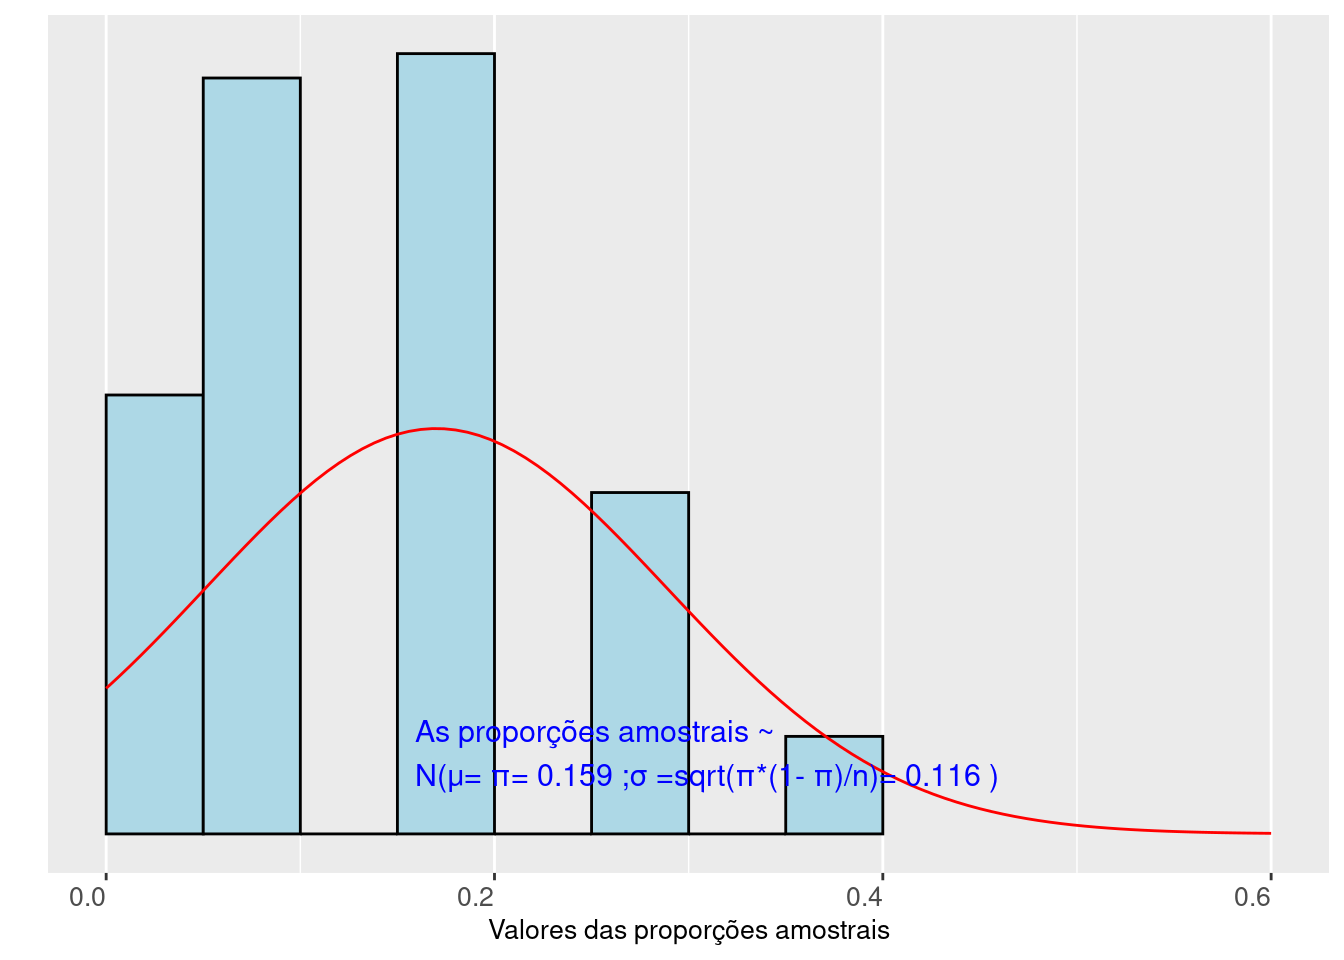 As proporções amostrais ~
N(μ= π= 0.159 ;σ =sqrt(π*(1- π)/n)= 0.116 )
0.0 0.2 0.4 0.6
Valores das proporções amostrais